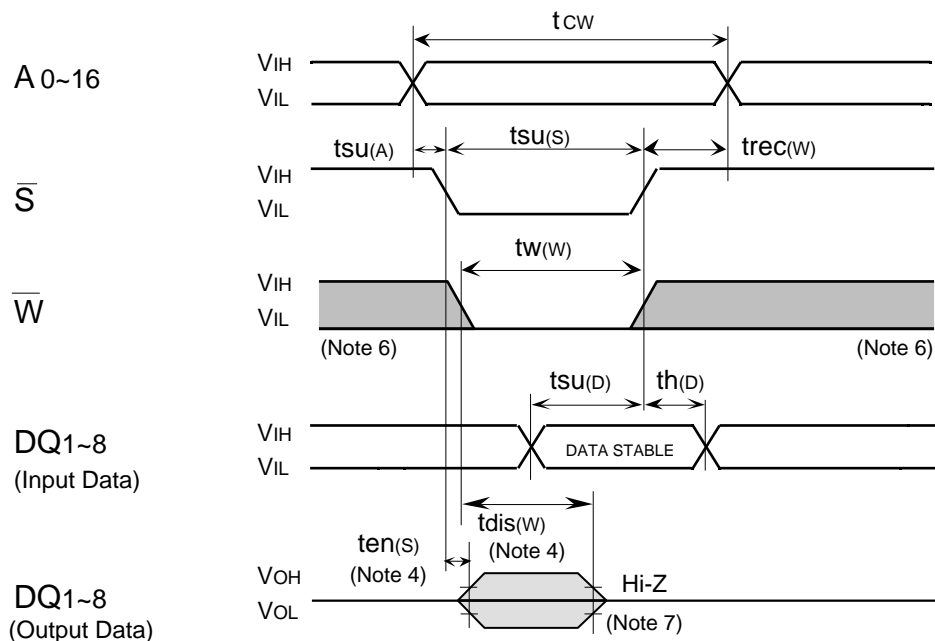 tCW
A 0~16
VIH
VIL
tsu(A)
tsu(S)
trec(W)
S
VIH
VIL
tw(W)
W
VIH
VIL
(Note 6)
(Note 6)
tsu(D)
th(D)
DQ1~8
(Input Data)
VIH
VIL
DATA STABLE
tdis(W)
(Note 4)
ten(S)
(Note 4)
DQ1~8
(Output Data)
VOH
VOL
Hi-Z
(Note 7)